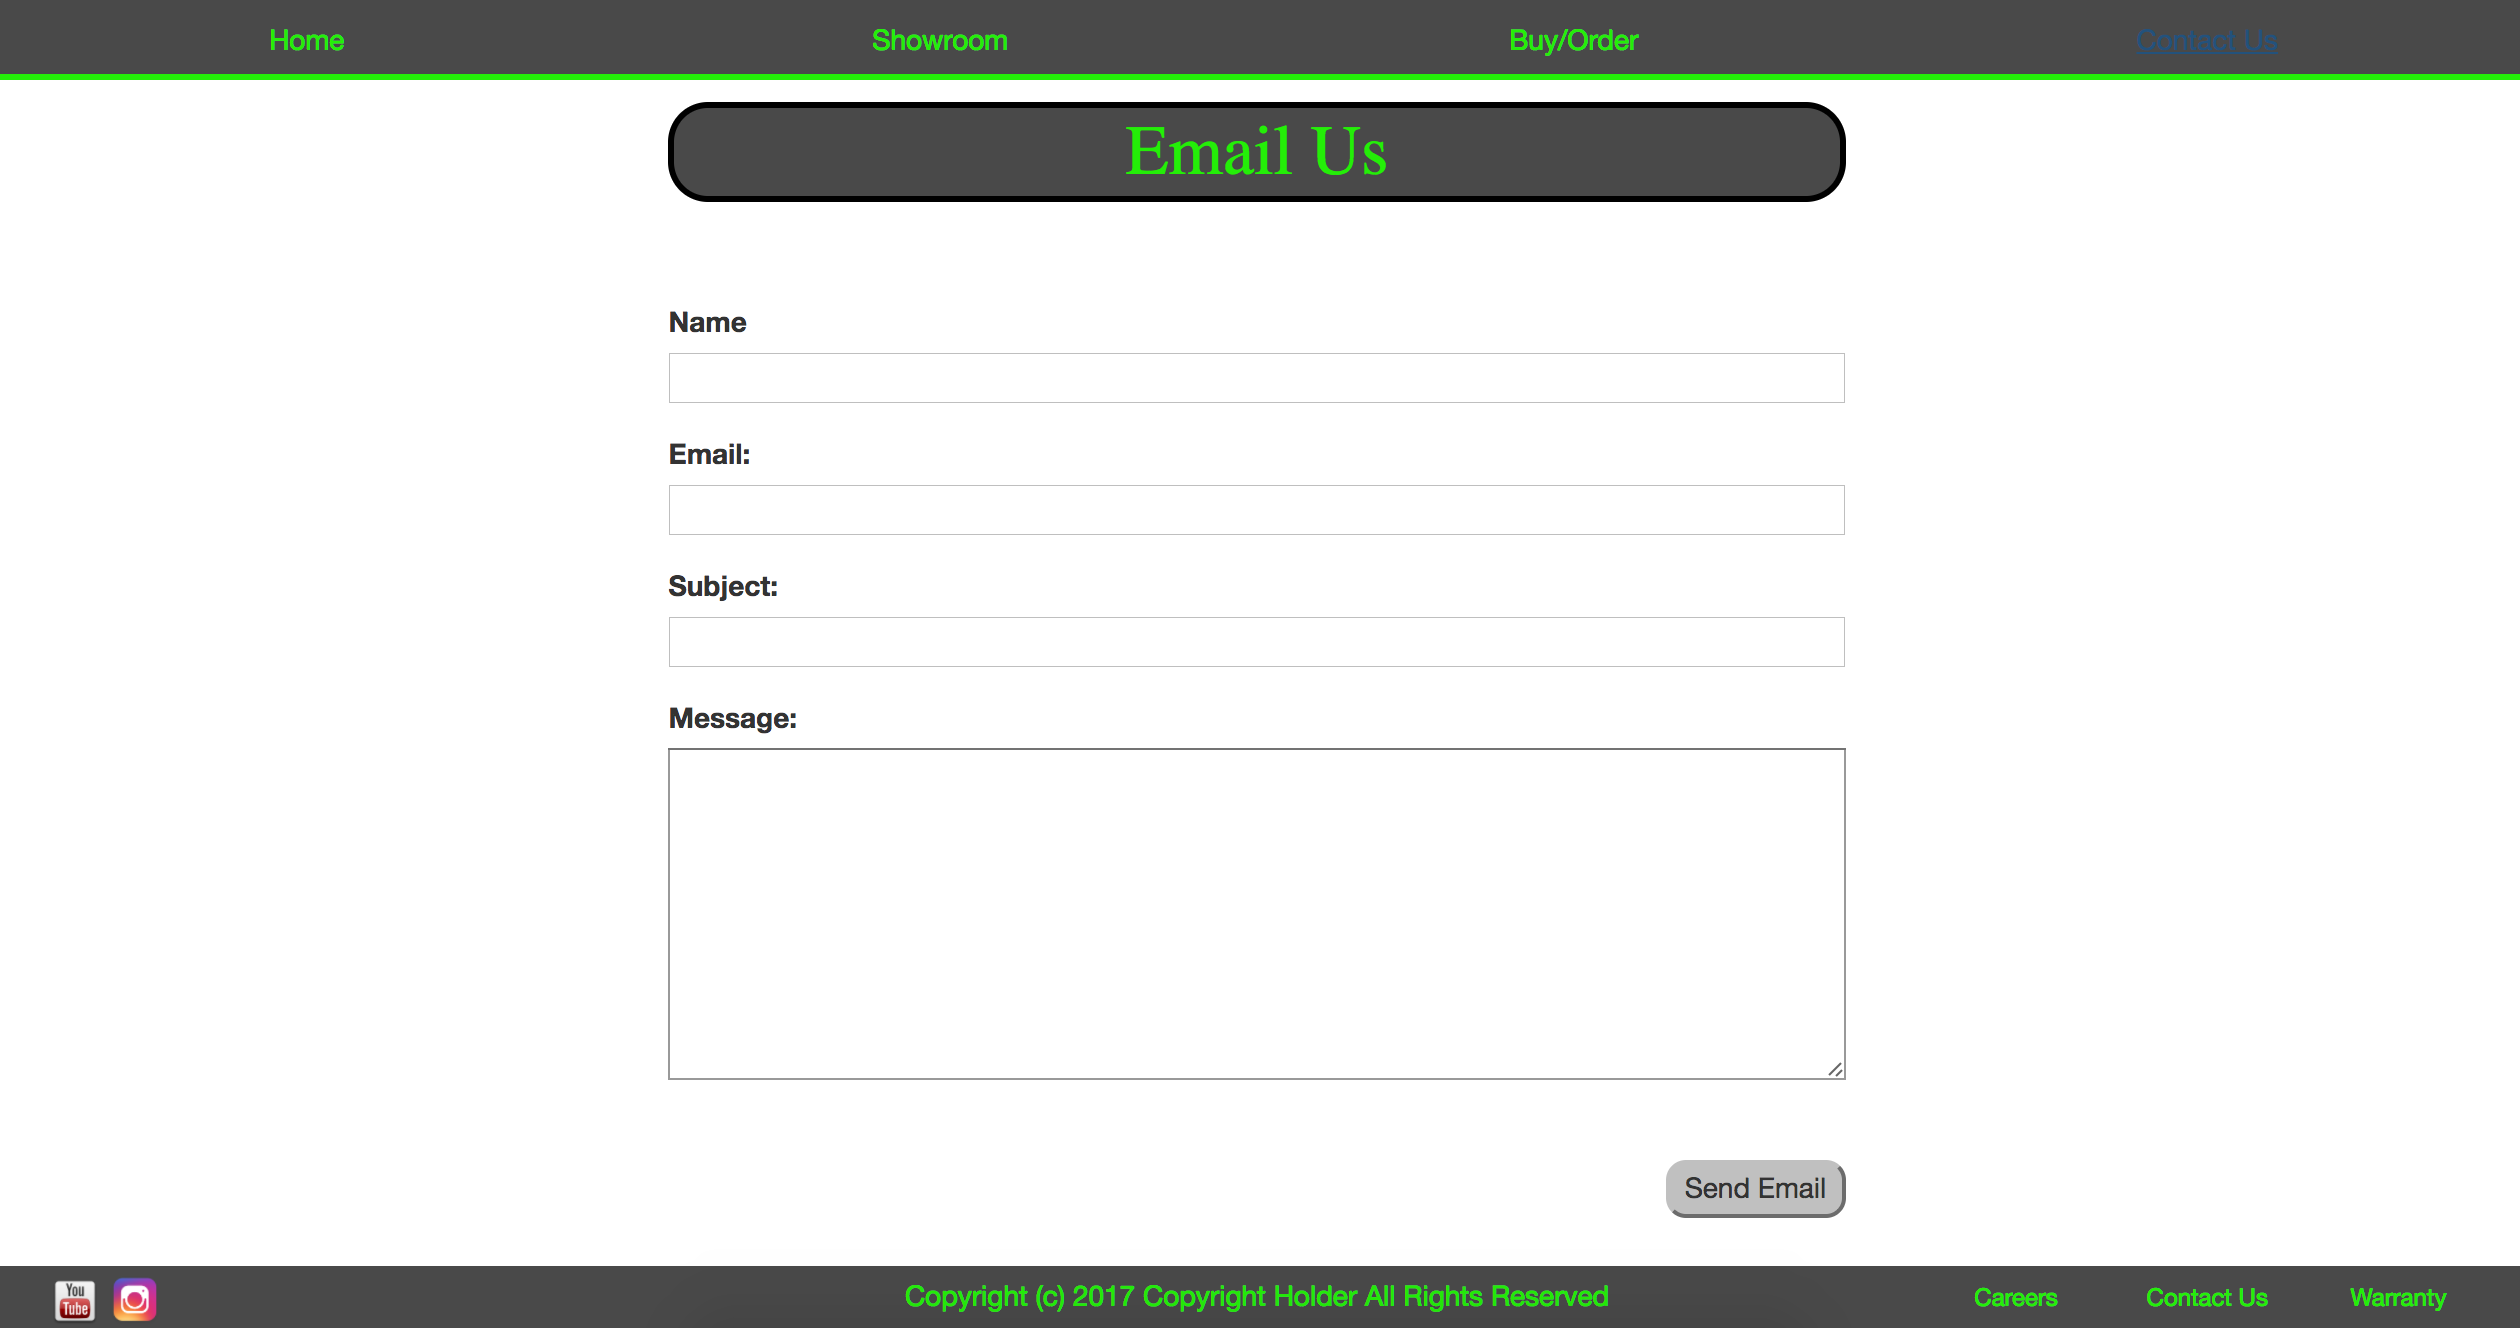 Home Showroom Buy/Order Contact Us
Email Us
Name
Email:
Subject:
Message:
Send Email
You
Tube
Copyright (c) 2017 Copyright Holder All Rights Reserved
Careers Contact Us Warranty